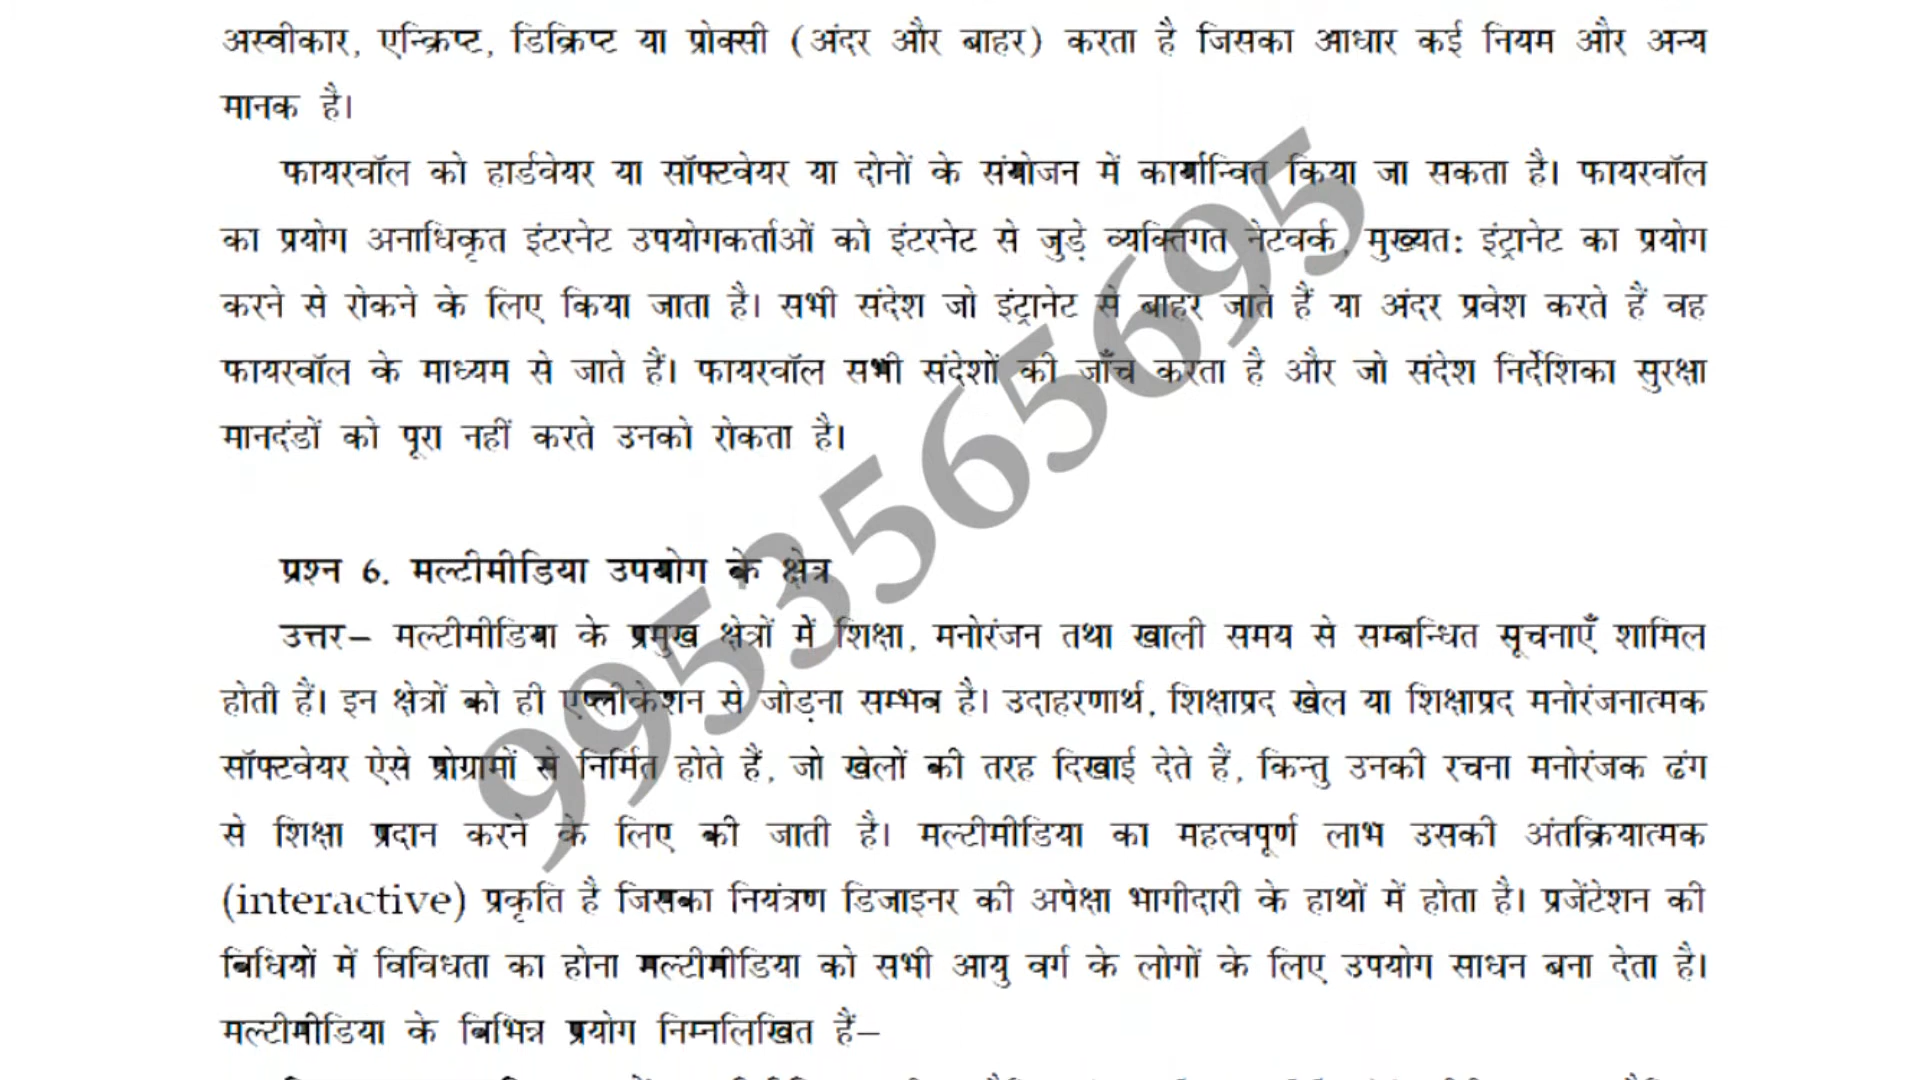 अस्वीकार, एन्क्रिप्ट, डिक्रिप्ट या प्रोक्सी (अंदर और बाहर) करता है जिसका आधार कई नियम और अन्य
मानक है।
फायरवॉल को हार्डवेयर या सॉफ्टवेयर या दोनों के संयोजन में कार्यान्वित किया जा सकता है। फायरवॉल
का प्रयोग अनाधिकृत इंटरनेट उपयोगकर्ताओं को इंटरनेट से जुड़े व्यक्तिगत नेटवर्क, मुख्यत: इंट्रानेट का प्रयोग
करने से रोकने के लिए किया जाता है। सभी संदेश जो इंट्रानेट से बाहर जाते हैं या अंदर प्रवेश करते हैं वह
फायरवॉल के माध्यम से जाते हैं। फायरवॉल सभी संदेशों की जाँच करता है और जो संदेश निर्देशिका सुरक्षा
मानदंडों को पूरा नहीं करते उनको रोकता है।
प्रश्न 6. मल्टीमीडिया उपयोग के क्षेत्र
उत्तर– मल्टीमीडिया के प्रमुख क्षेत्रों में शिक्षा, मनोरंजन तथा खाली समय से सम्बन्धित सूचनाएँ शामिल
होती हैं। इन क्षेत्रों को ही एप्लीकेशन से जोड़ना सम्भव है। उदाहरणार्थ, शिक्षाप्रद खेल या शिक्षाप्रद मनोरंजनात्मक
सॉफ्टवेयर ऐसे प्रोग्रामों से निर्मित होते हैं, जो खेलों की तरह दिखाई देते हैं, किन्तु उनकी रचना मनोरंजक ढंग
से शिक्षा प्रदान करने के लिए की जाती है। मल्टीमीडिया का महत्वपूर्ण लाभ उसकी अंतक्रियात्मक
(interactive) प्रकृति है जिसका नियंत्रण डिजाइनर की अपेक्षा भागीदारी के हाथों में होता है। प्रजेंटेशन की
विधियों में विविधता का होना मल्टीमीडिया को सभी आयु वर्ग के लोगों के लिए उपयोग साधन बना देता है।
मल्टीमीडिया के विभिन्न प्रयोग निम्नलिखित हैं–
9953565695